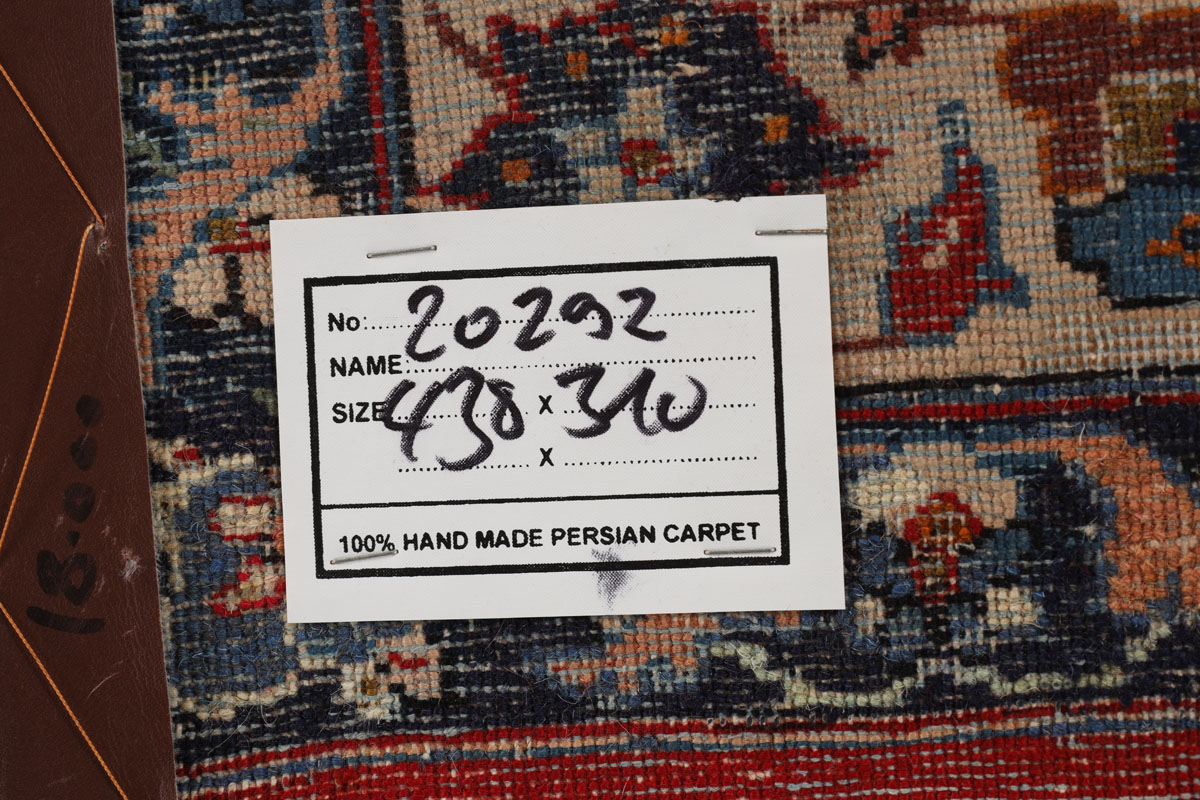 No: 20292
NAME:
SIZE 438 x 310
x
100% HAND MADE PERSIAN CARPET
18.000